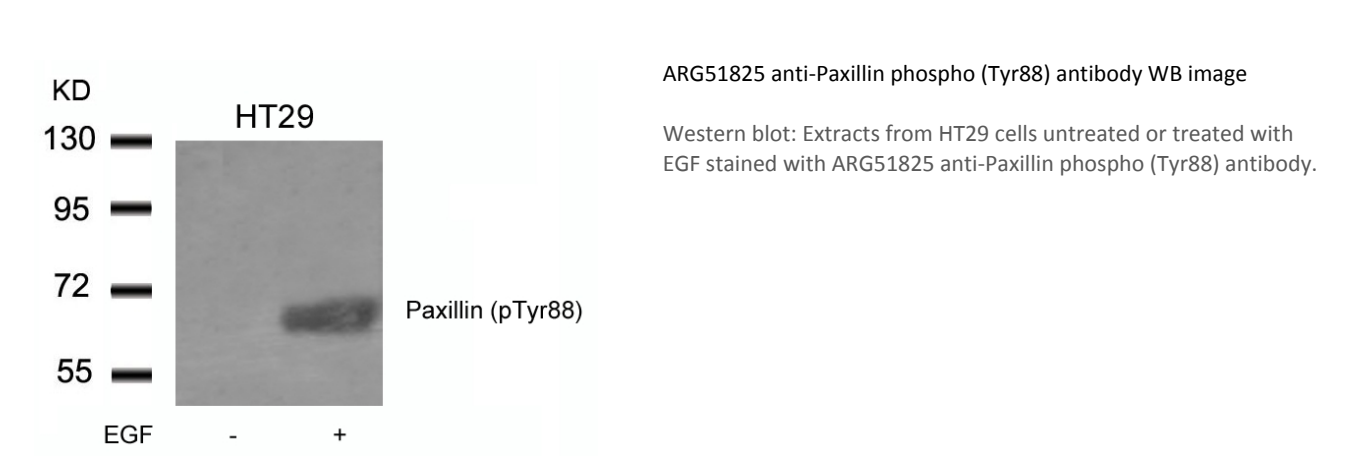 KD
HT29
130
95
72
55
Paxillin (pTyr88)
EGF - +
ARG51825 anti-Paxillin phospho (Tyr88) antibody WB image
Western blot: Extracts from HT29 cells untreated or treated with
EGF stained with ARG51825 anti-Paxillin phospho (Tyr88) antibody.